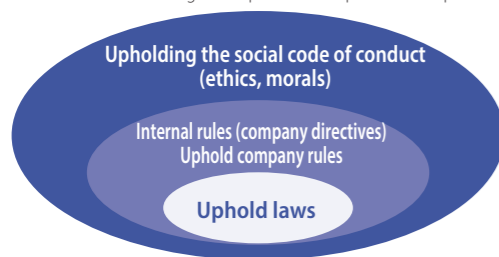 Upholding the social code of conduct
(ethics, morals)
Internal rules (company directives)
Uphold company rules
Uphold laws